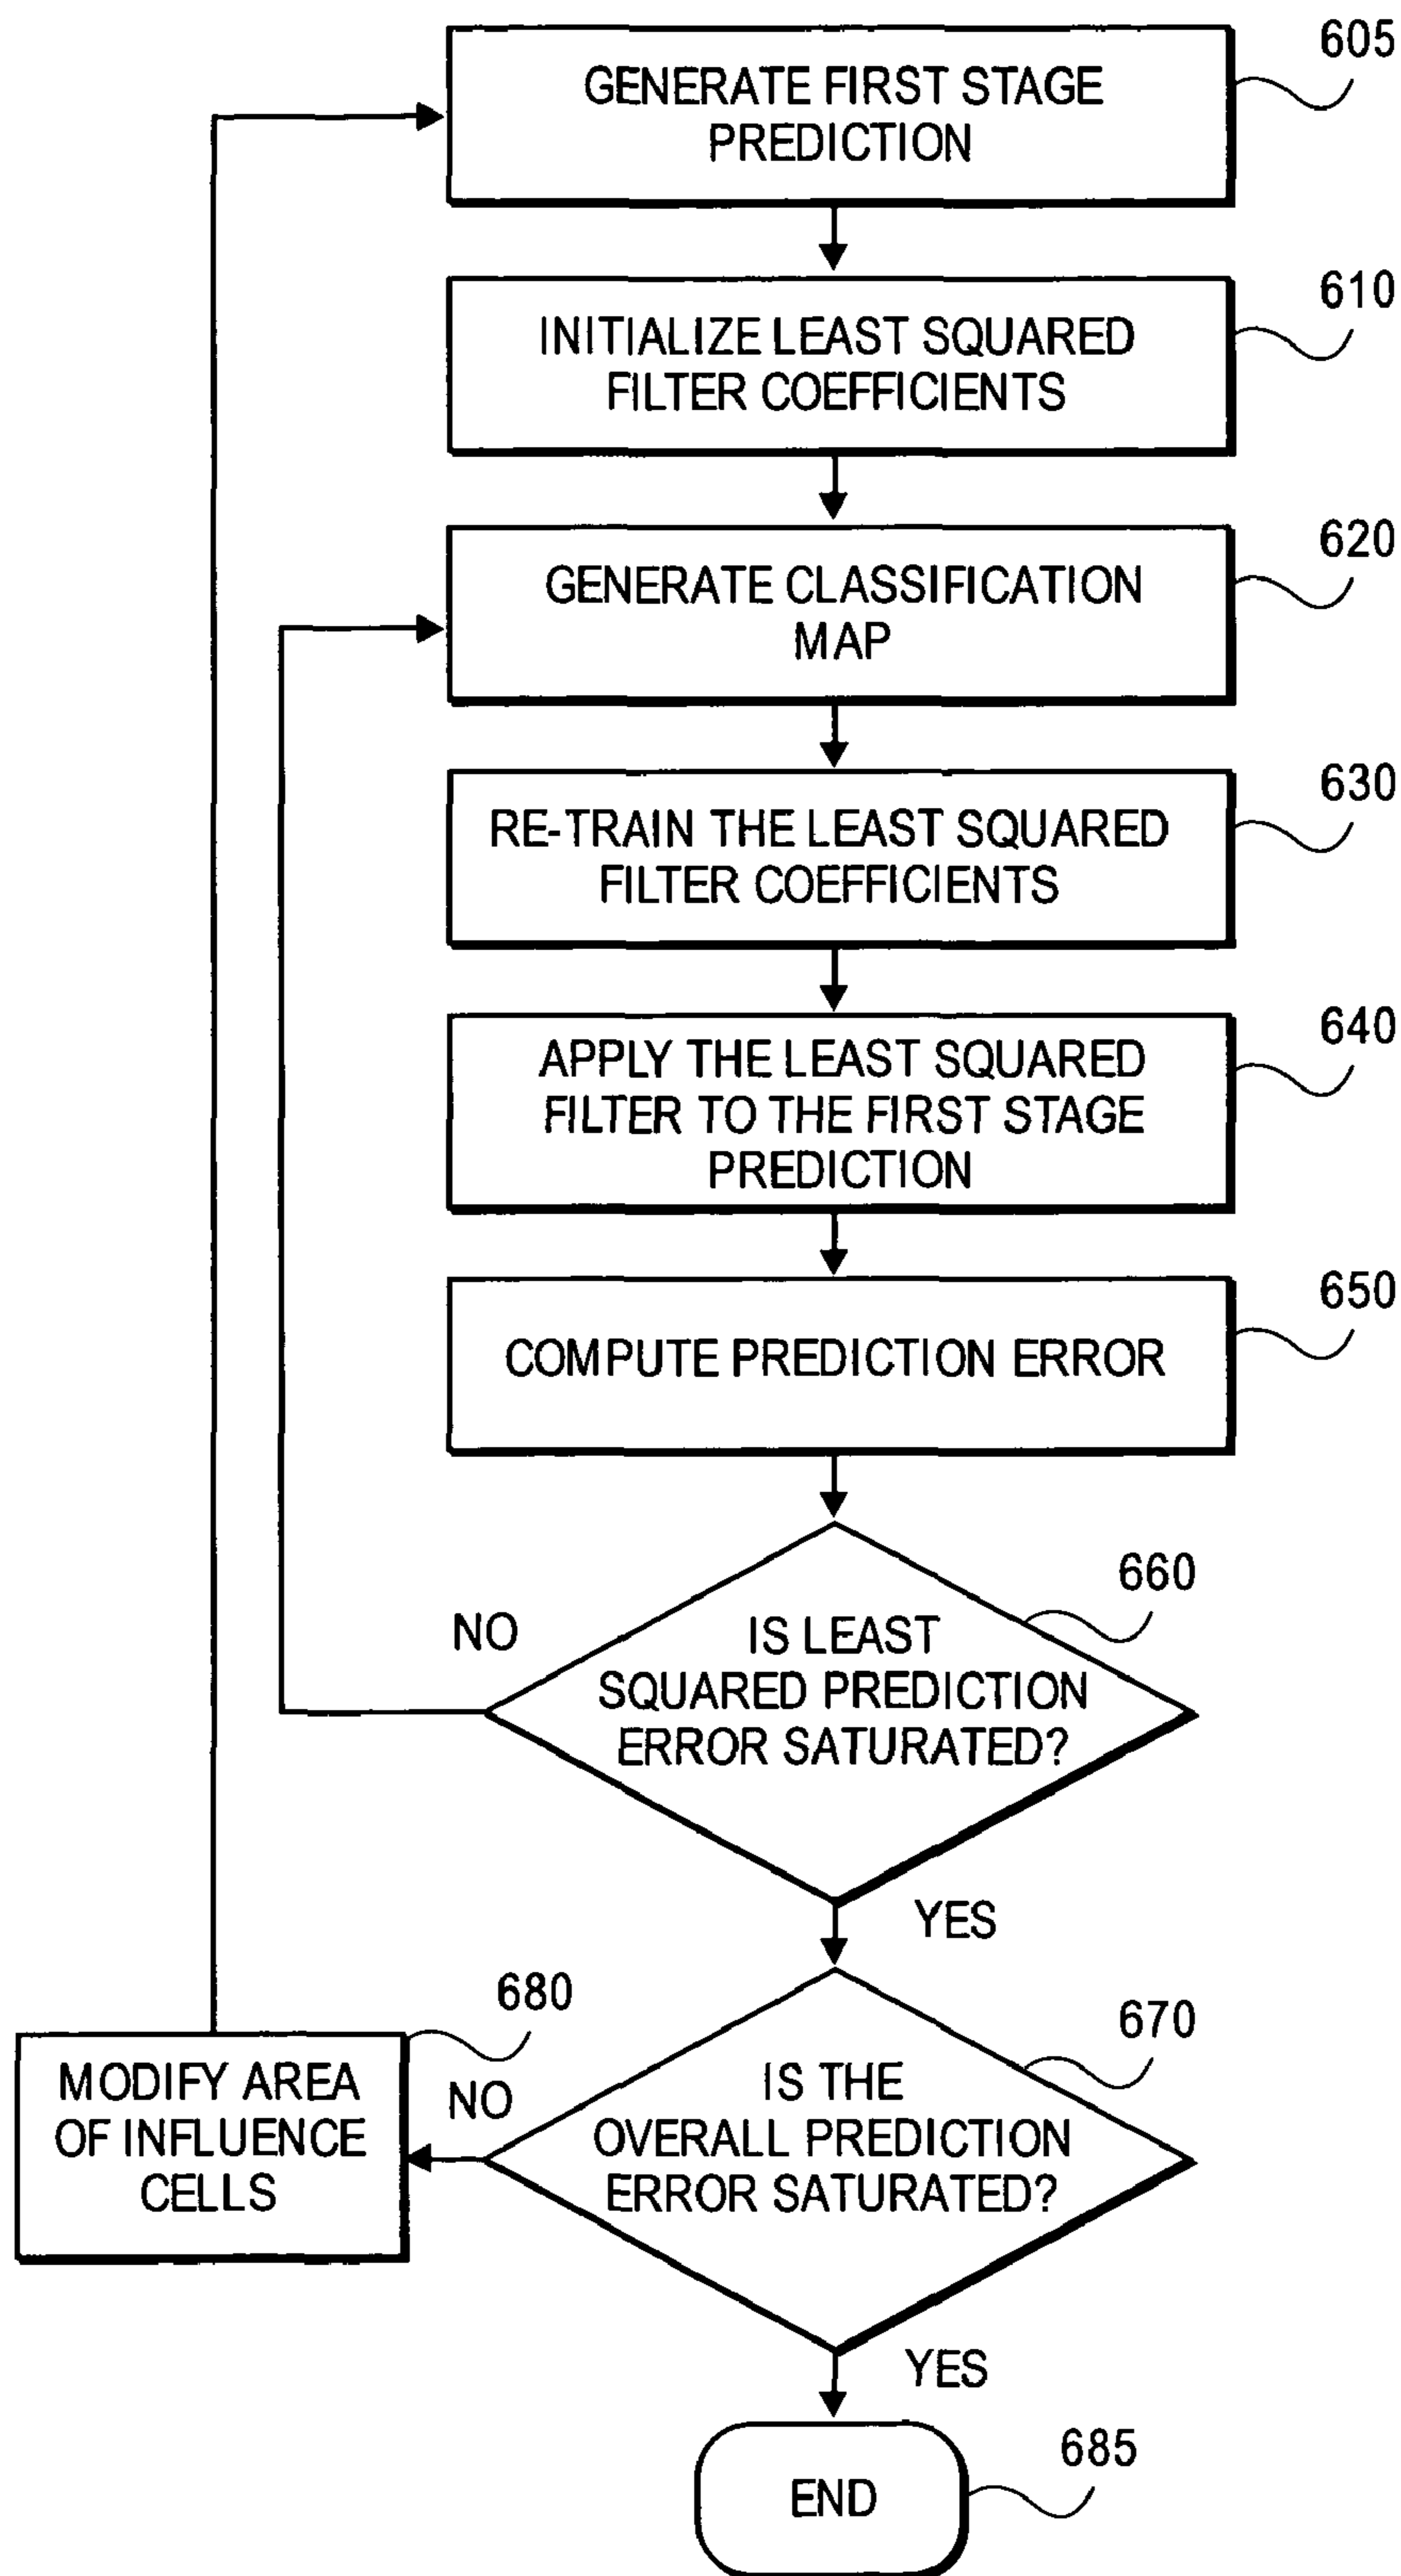 605
GENERATE FIRST STAGE
PREDICTION
610
INITIALIZE LEAST SQUARED
FILTER COEFFICIENTS
620
GENERATE CLASSIFICATION
MAP
630
RE-TRAIN THE LEAST SQUARED
FILTER COEFFICIENTS
640
APPLY THE LEAST SQUARED
FILTER TO THE FIRST STAGE
PREDICTION
650
COMPUTE PREDICTION ERROR
660
NO
IS LEAST
SQUARED PREDICTION
ERROR SATURATED?
YES
680
MODIFY AREA
OF INFLUENCE
CELLS
NO
670
IS THE
OVERALL PREDICTION
ERROR SATURATED?
YES
685
END